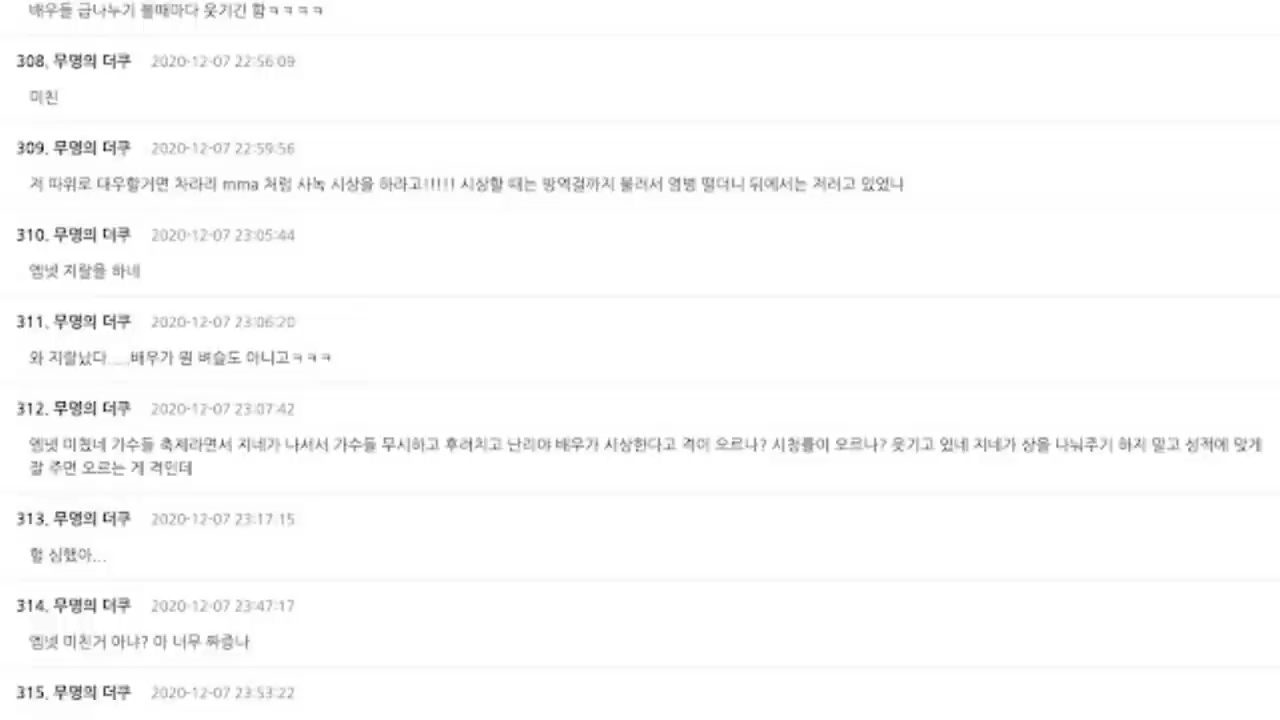 배우들 급나누기 볼때마다 웃기긴 함ㅋㅋㅋㅋ
308. 무명의 더쿠 2020-12-07 22:56:09
미친
309. 무명의 더쿠 2020-12-07 22:59:56
저 따위로 대우할거면 차라리 mma 처럼 사녹 시상을 하라고!!!!! 시상할 때는 방역걸까지 불러서 염병 떨더니 뒤에서는 저러고 있었나
310. 무명의 더쿠 2020-12-07 23:05:44
엠넷 지랄을 하네
311. 무명의 더쿠 2020-12-07 23:06:20
와 지랄났다.....배우가 뭔 벼슬도 아니고ㅋㅋㅋ
312. 무명의 더쿠 2020-12-07 23:07:42
엠넷 미쳤네 가수들 축제라면서 지네가 나서서 가수들 무시하고 후려치고 난리야 배우가 시상한다고 격이 오르나? 시청률이 오르나? 웃기고 있네 지네가 상을 나눠주기 하지 말고 성적에 맞게
잘 주면 오르는 게 격인데
313. 무명의 더쿠 2020-12-07 23:17:15
헐 심했어...
314. 무명의 더쿠 2020-12-07 23:47:17
엠넷 미친거 아냐? 아 너무 짜증나
315. 무명의 더쿠 2020-12-07 23:53:22